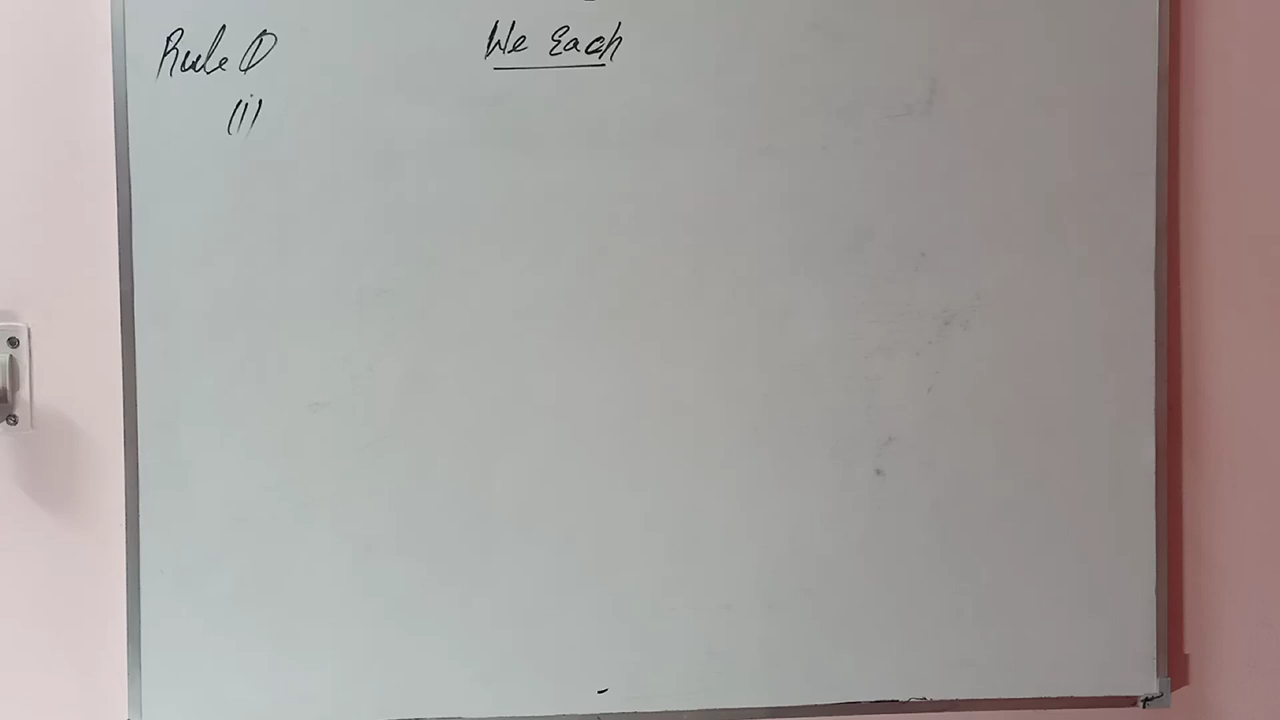 Rule ①
We Each
(i)